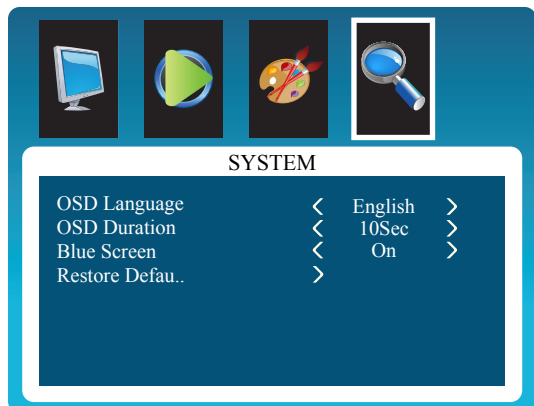 SYSTEM
OSD Language < English >
OSD Duration < 10Sec >
Blue Screen < On >
Restore Defau.. >